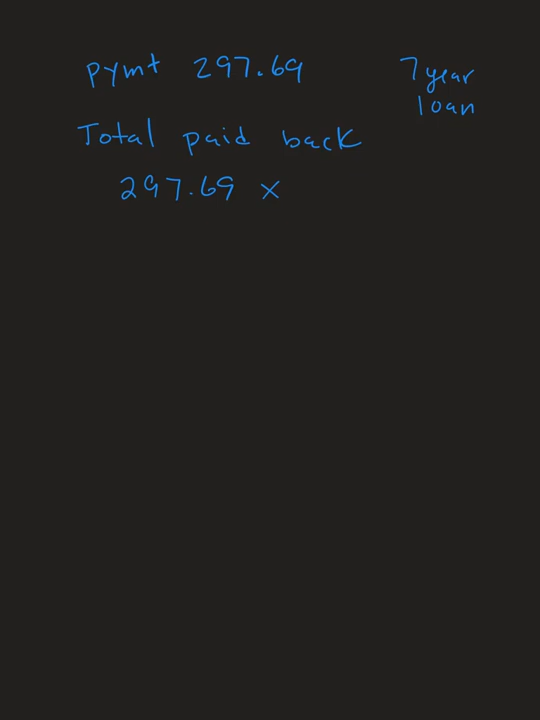 pymt 297.69
7 year
loan
Total paid back
297.69 x